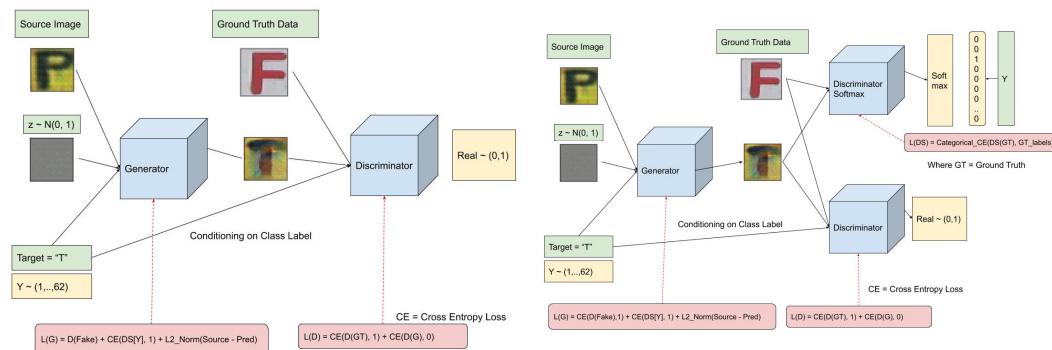 Source Image
Ground Truth Data
P
F
z ~ N(0, 1)
Generator
T
Discriminator
Real ~ (0,1)
Conditioning on Class Label
Target = “T”
Y ~ (1,..,62)
CE = Cross Entropy Loss
L(G) = D(Fake) + CE(DS[Y], 1) + L2_Norm(Source - Pred)
L(D) = CE(D(GT), 1) + CE(D(G), 0)
Source Image
Ground Truth Data
P
F
Discriminator
Softmax
Soft
max
0
0
1
0
0
0
0
..
0
Y
z ~ N(0, 1)
Generator
T
L(DS) = Categorical_CE(DS(GT), GT_labels
Where GT = Ground Truth
Discriminator
Real ~ (0,1)
Conditioning on Class Label
Target = “T”
Y ~ (1,..,62)
CE = Cross Entropy Loss
L(G) = CE(D(Fake),1) + CE(DS[Y], 1) + L2_Norm(Source - Pred)
L(D) = CE(D(GT), 1) + CE(D(G), 0)